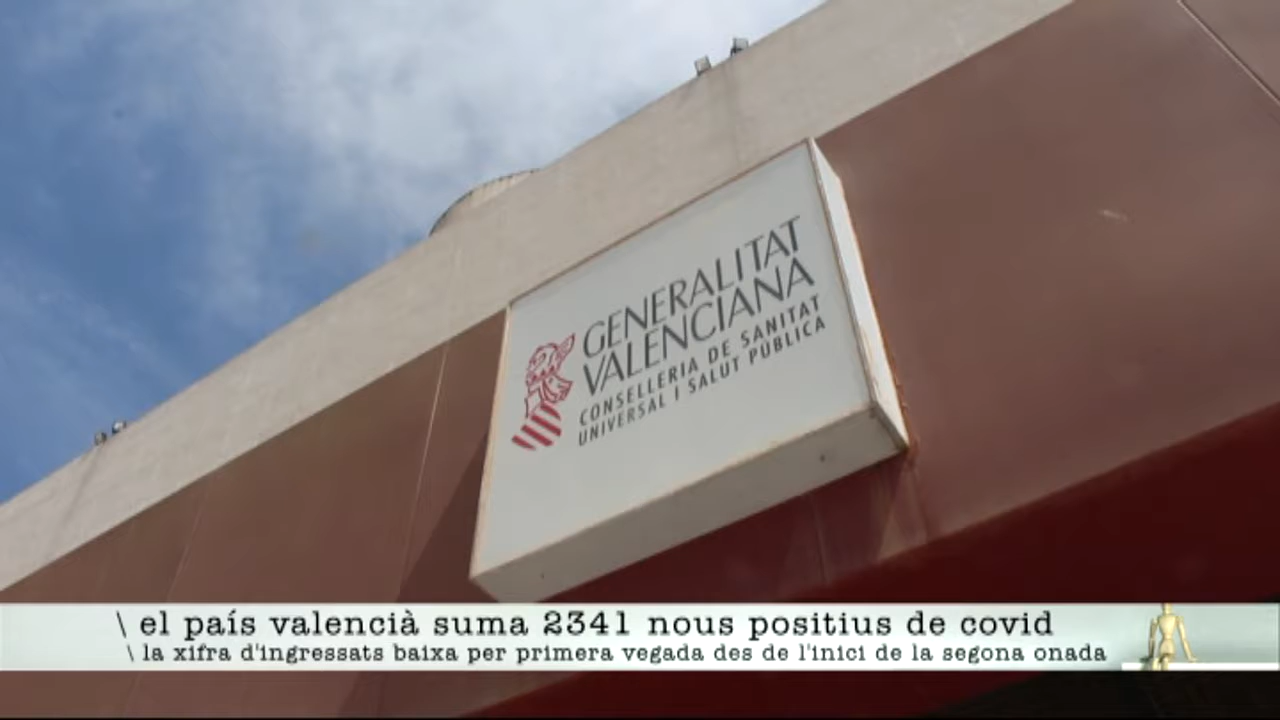 GENERALITAT
VALENCIANA
CONSELLERIA DE SANITAT
UNIVERSAL I SALUT PÚBLICA
\ el país valencià suma 2341 nous positius de covid
\ la xifra d'ingressats baixa per primera vegada des de l'inici de la segona onada